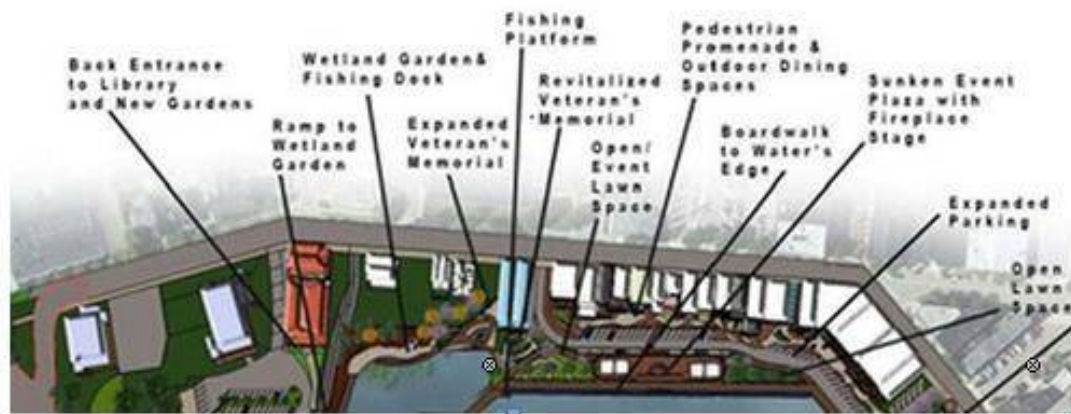 Back Entrance
to Library
and New Gardens
Ramp to
Wetland
Garden
Wetland Garden&
Fishing Dock
Expanded
Veteran's
Memorial
Fishing
Platform
Revitalized
Veteran's
Memorial
Open/
Event
Lawn
Space
Pedestrian
Promenade &
Outdoor Dining
Spaces
Boardwalk
to Water's
Edge
Sunken Event
Plaza with
Fireplace
Stage
Expanded
Parking
Open
Lawn/
Space